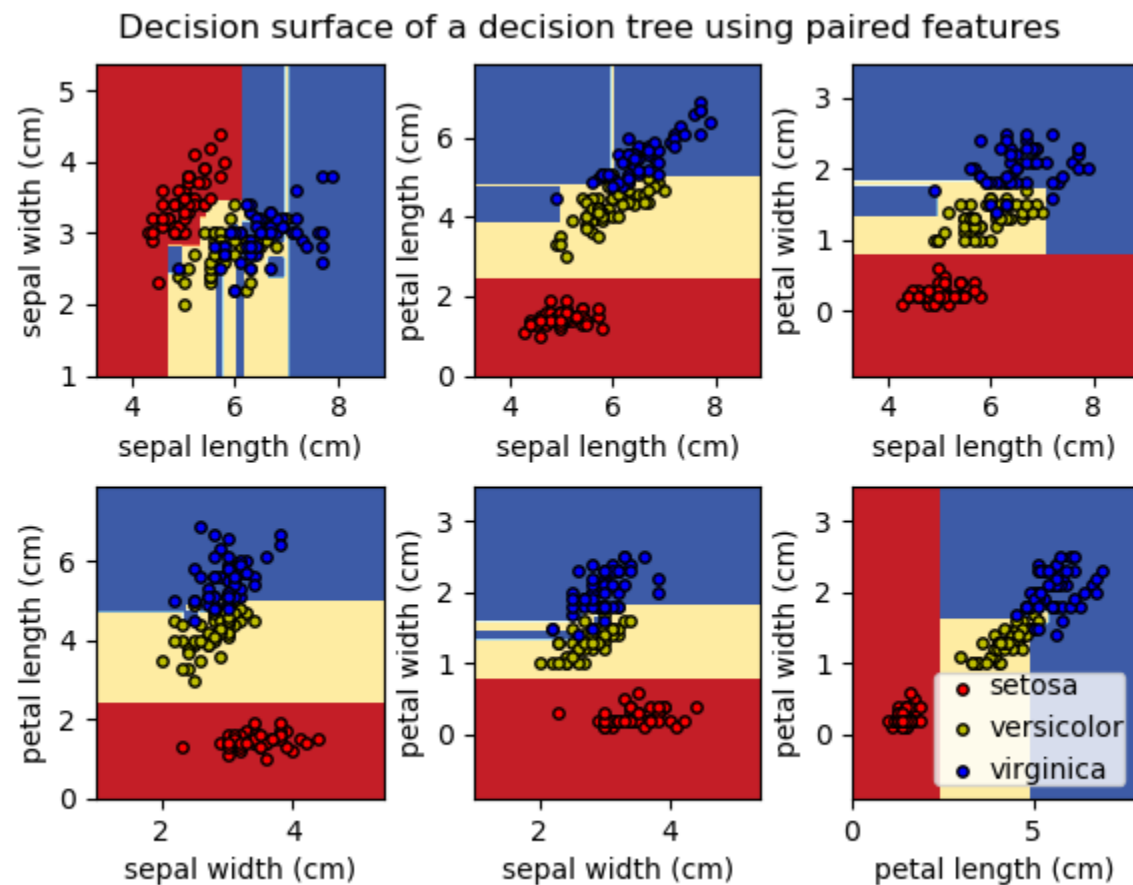 Decision surface of a decision tree using paired features
sepal width (cm)
5
4
3
2
1
4 6 8
sepal length (cm)
petal length (cm)
6
4
2
0
4 6 8
sepal length (cm)
petal width (cm)
3
2
1
0
4 6 8
sepal length (cm)
petal length (cm)
6
4
2
0
2 4
sepal width (cm)
petal width (cm)
3
2
1
0
2 4
sepal width (cm)
petal width (cm)
3
2
1
0
0 5
petal length (cm)
setosa
versicolor
virginica